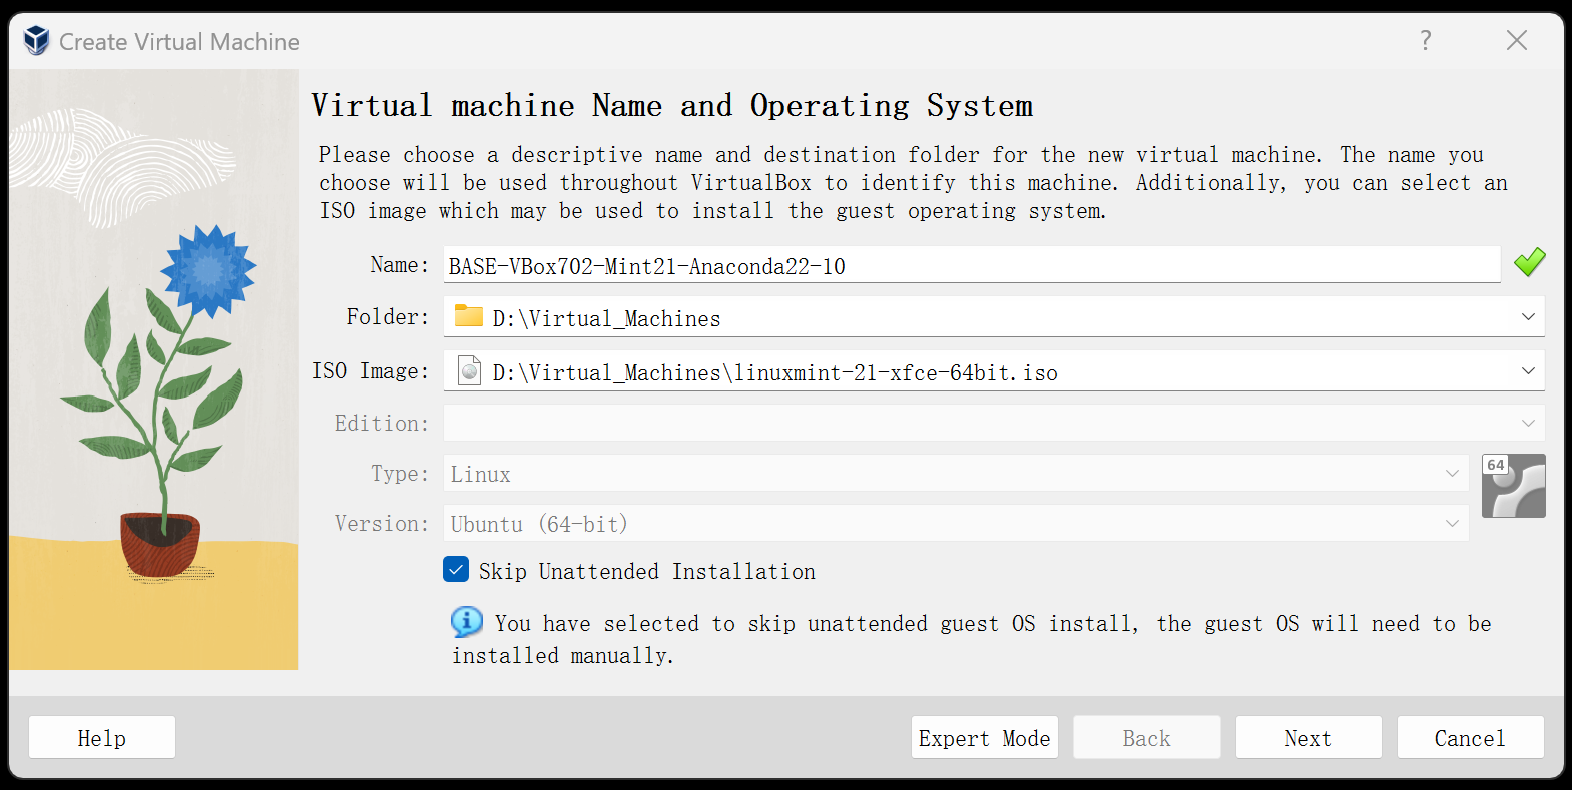 Create Virtual Machine
?
Virtual machine Name and Operating System
Please choose a descriptive name and destination folder for the new virtual machine. The name you
choose will be used throughout VirtualBox to identify this machine. Additionally, you can select an
ISO image which may be used to install the guest operating system.
Name: BASE-VBox702-Mint21-Anaconda22-10
Folder: D:\Virtual_Machines
ISO Image: D:\Virtual_Machines\linuxmint-21-xfce-64bit.iso
Edition:
Type: Linux
64
Version: Ubuntu (64-bit)
Skip Unattended Installation
You have selected to skip unattended guest OS install, the guest OS will need to be
installed manually.
Help Expert Mode Back Next Cancel